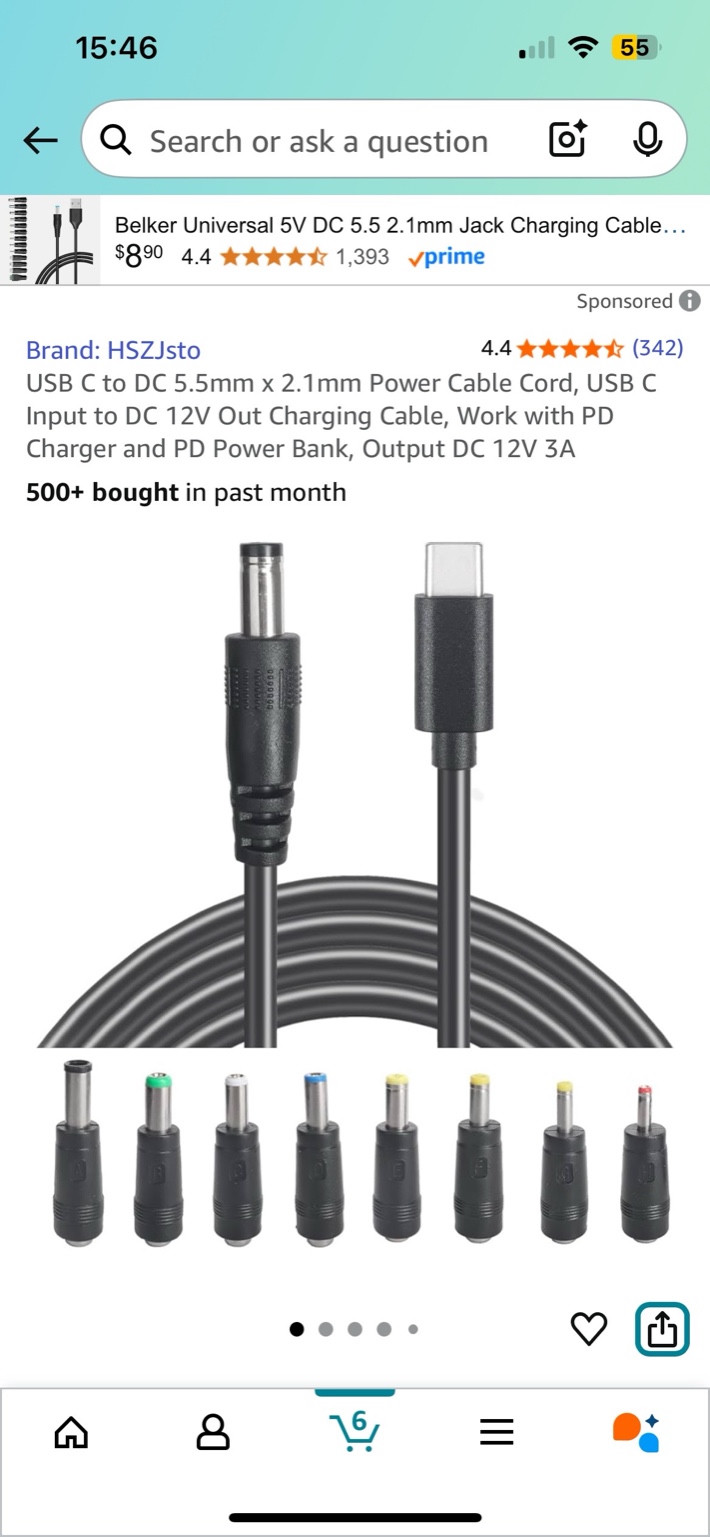 15:46
55
Search or ask a question
Belker Universal 5V DC 5.5 2.1mm Jack Charging Cable...
$890 4.4 1,393 prime
Sponsored
Brand: HSZJsto 4.4 (342)
USB C to DC 5.5mm x 2.1mm Power Cable Cord, USB C
Input to DC 12V Out Charging Cable, Work with PD
Charger and PD Power Bank, Output DC 12V 3A
500+ bought in past month
6